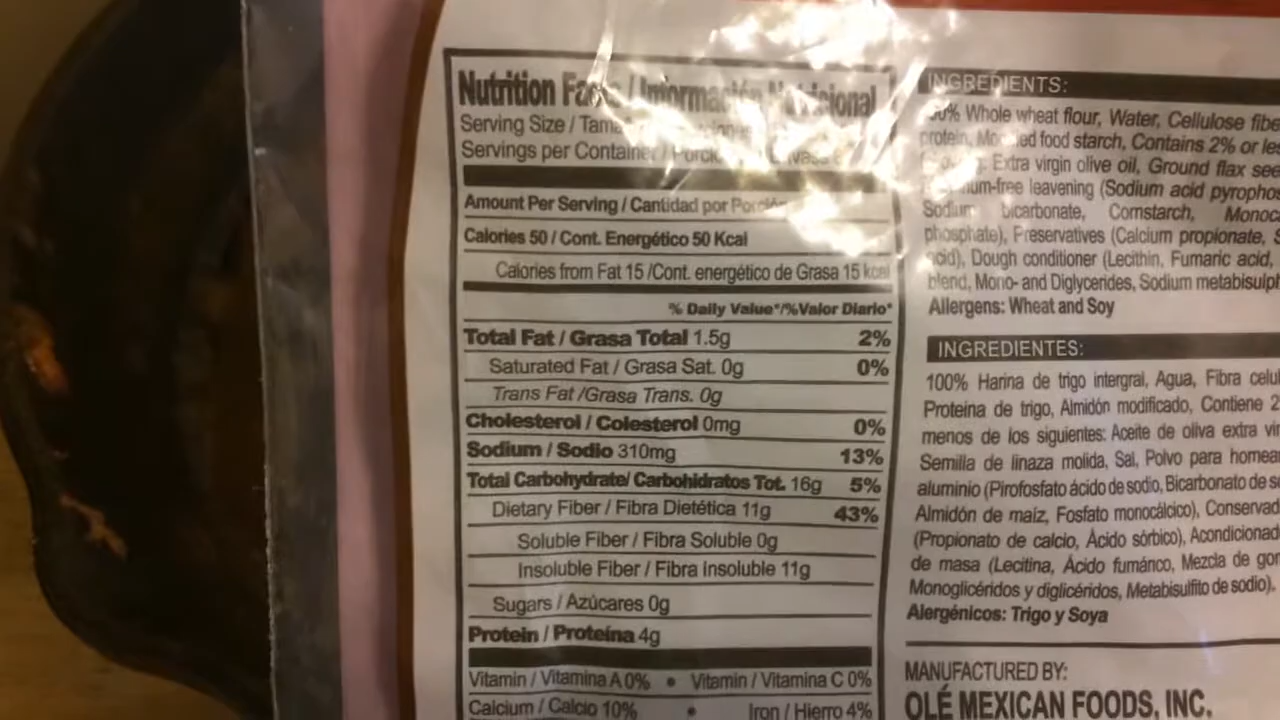 Nutrition Facts / Información Nutricional
Serving Size /
Servings per Container /
Amount Per Serving / Cantidad por Porción
Calories 50 / Cont. Energético 50 Kcal
Calories from Fat 15 /Cont. energético de Grasa 15 kcal
% Daily Value*/%Valor Diario*
Total Fat / Grasa Total 1.5g 2%
Saturated Fat / Grasa Sat. 0g 0%
Trans Fat /Grasa Trans. 0g
Cholesterol / Colesterol 0mg 0%
Sodium / Sodio 310mg 13%
Total Carbohydrate/ Carbohidratos Tot. 16g 5%
Dietary Fiber / Fibra Dietética 11g 43%
Soluble Fiber / Fibra Soluble 0g
Insoluble Fiber / Fibra Insoluble 11g
Sugars / Azúcares 0g
Protein / Proteína 4g
Vitamin / Vitamina A 0% • Vitamin / Vitamina C 0%
Calcium / Calcio 10% • Iron / Hierro 4%
INGREDIENTS:
Whole wheat flour, Water, Cellulose fibe
protein, food starch, Contains 2% or les
Extra virgin olive oil, Ground flax see
leavening (Sodium acid pyrophos
Sodium bicarbonate, Cornstarch, Monoc
phosphate), Preservatives (Calcium propionate, S
acid), Dough conditioner (Lecithin, Fumaric acid,
blend, Mono- and Diglycerides, Sodium metabisulph
Allergens: Wheat and Soy
INGREDIENTES:
100% Harina de trigo intergral, Agua, Fibra celul
Proteina de trigo, Almidón modificado, Contiene 2
menos de los siguientes: Aceite de oliva extra vir
Semilla de linaza molida, Sal, Polvo para hornear
aluminio (Pirofosfato ácido de sodio, Bicarbonato de so
Almidón de maíz, Fosfato monocálcico), Conservad
(Propionato de calcio, Ácido sórbico), Acondicionad
de masa (Lecitina, Ácido fumárico, Mezcla de gom
Monoglicéridos y diglicéridos, Metabisulfito de sodio).
Alergénicos: Trigo y Soya
MANUFACTURED BY:
OLÉ MEXICAN FOODS, INC.